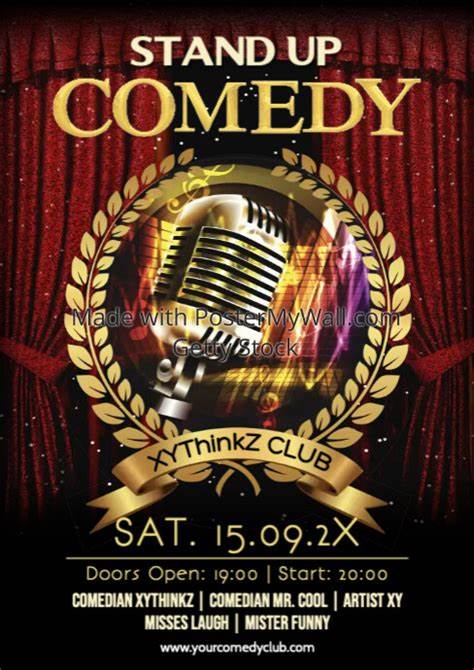 STAND UP
COMEDY
Made with PosterMyWall.com
Getty Stock
XYThinkZ CLUB
SAT. 15.09.2X
Doors Open: 19:00 | Start: 20:00
COMEDIAN XYTHINKZ | COMEDIAN MR. COOL | ARTIST XY
MISSES LAUGH | MISTER FUNNY
www.yourcomedyclub.com